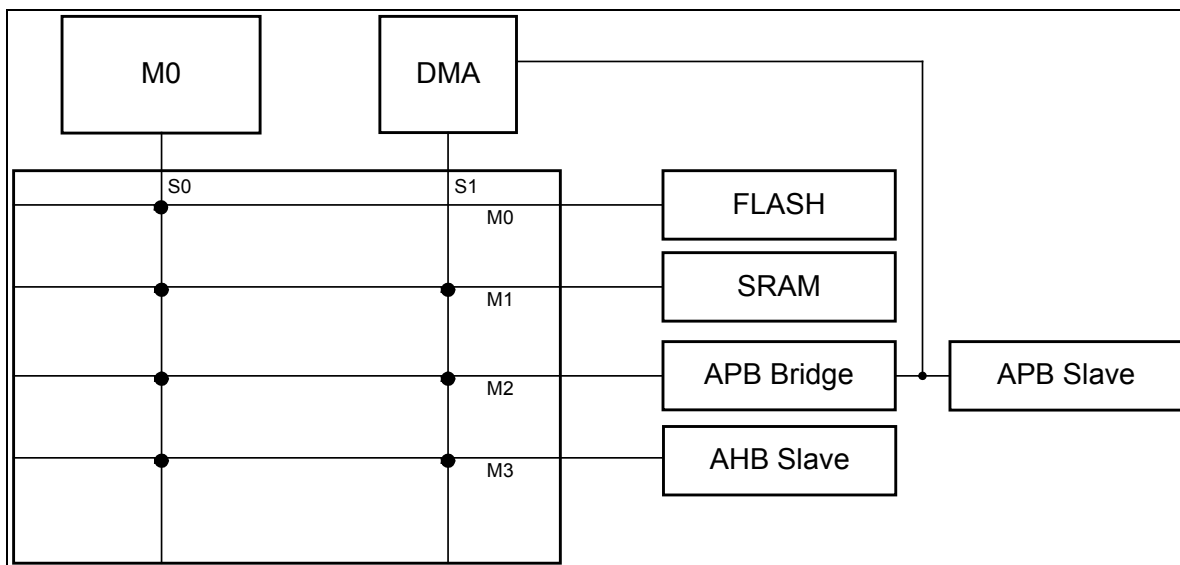 M0
DMA
S0
S1
M0
FLASH
M1
SRAM
M2
APB Bridge
APB Slave
M3
AHB Slave